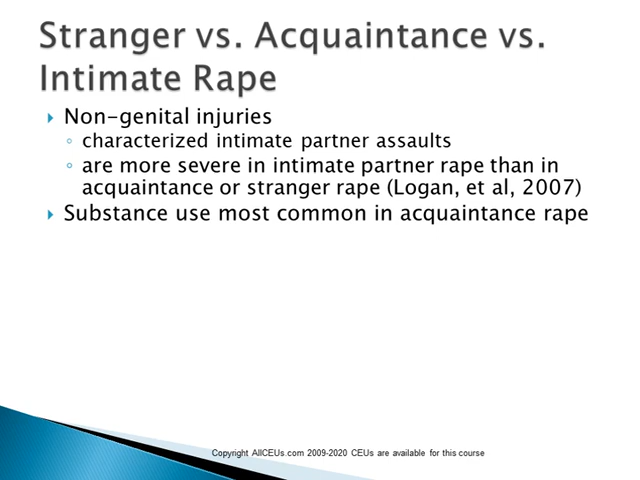 Stranger vs. Acquaintance vs.
Intimate Rape
Non-genital injuries
characterized intimate partner assaults
are more severe in intimate partner rape than in
acquaintance or stranger rape (Logan, et al, 2007)
Substance use most common in acquaintance rape
Copyright AllCEUs.com 2009-2020 CEUs are available for this course